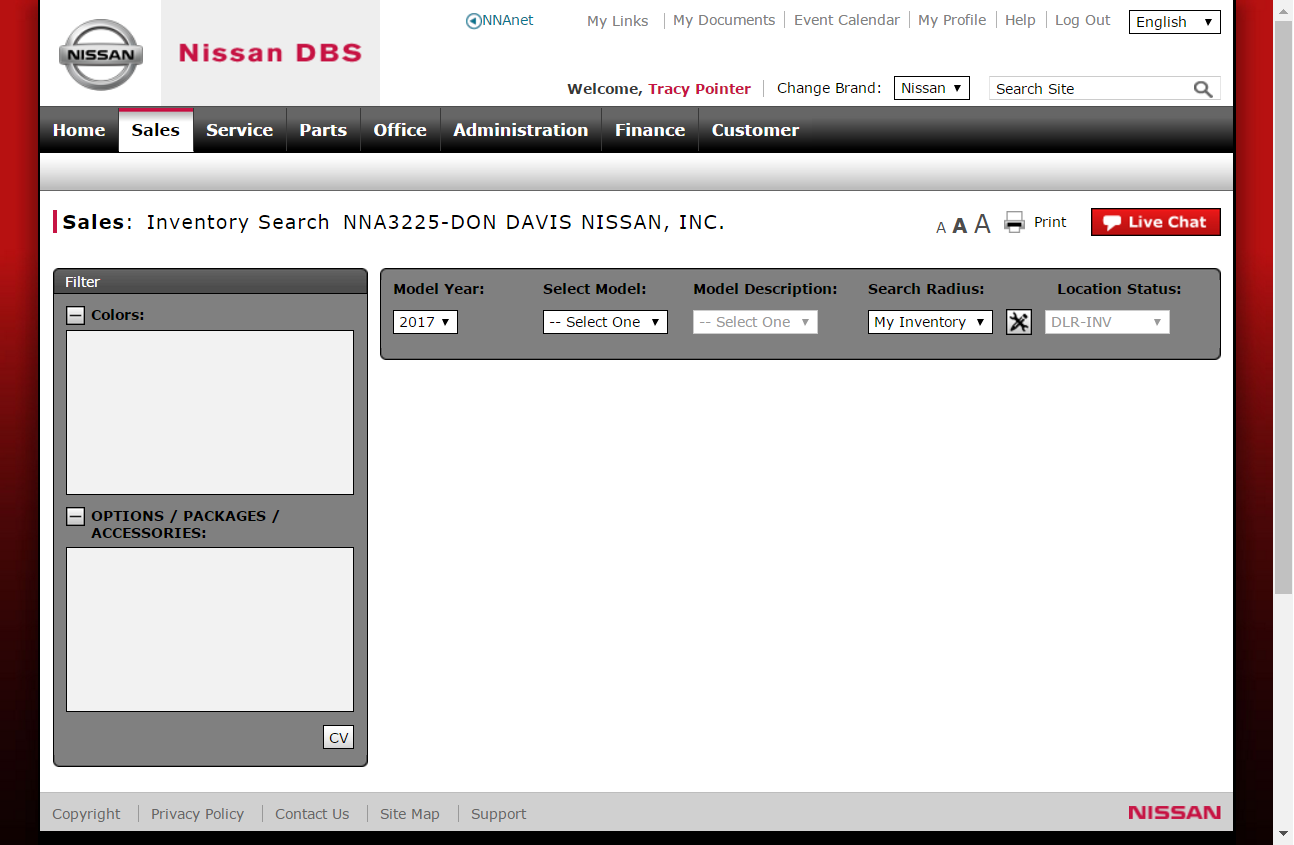 NISSAN
Nissan DBS
NNAnet
My Links My Documents Event Calendar My Profile Help Log Out English
Welcome, Tracy Pointer Change Brand: Nissan Search Site
Home Sales Service Parts Office Administration Finance Customer
Sales: Inventory Search NNA3225-DON DAVIS NISSAN, INC.
A A A Print Live Chat
Filter
Colors:
OPTIONS / PACKAGES /
ACCESSORIES:
CV
Model Year: Select Model: Model Description: Search Radius: Location Status:
2017 -- Select One -- Select One My Inventory DLR-INV
Copyright Privacy Policy Contact Us Site Map Support
NISSAN